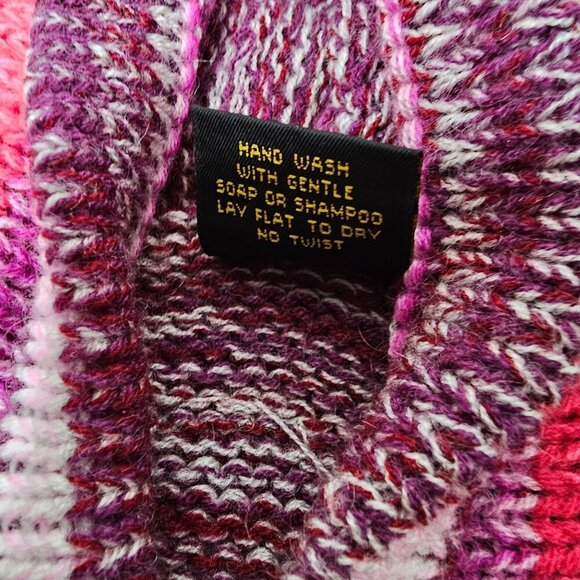 HAND WASH
WITH GENTLE
SOAP OR SHAMPOO
LAY FLAT TO DRY
NO TWIST